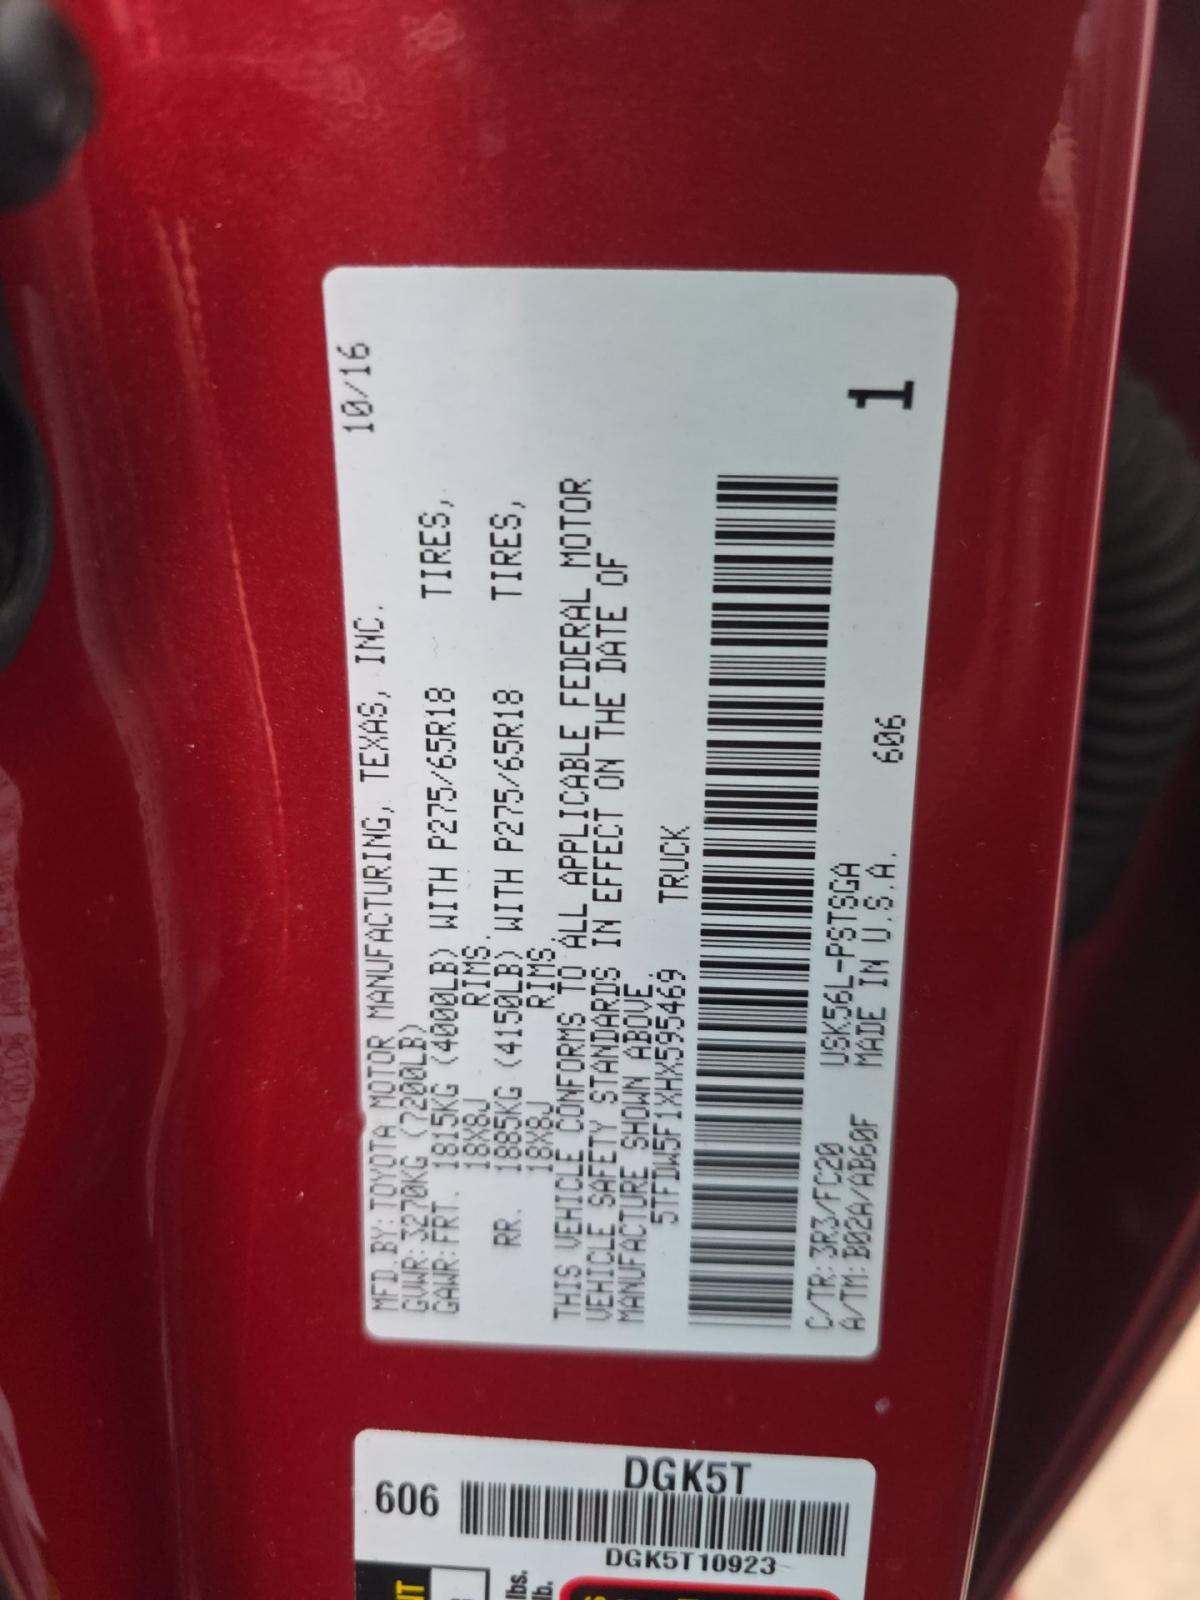 10/16
MFD.BY:TOYOTA MOTOR MANUFACTURING, TEXAS, INC.
GVWR:3270KG (7200LB)
GAWR:FRT. 1815KG (4000LB) WITH P275/65R18 TIRES,
18X8J RIMS,
RR. 1885KG (4150LB) WITH P275/65R18 TIRES,
18X8J RIMS.
THIS VEHICLE CONFORMS TO ALL APPLICABLE FEDERAL MOTOR
VEHICLE SAFETY STANDARDS IN EFFECT ON THE DATE OF
MANUFACTURE SHOWN ABOVE.
5TFDW5F1XHX595469 TRUCK
C/TR:3R3/FC20 USK56L-PSTSGA 606
A/TM:B02A/AB60F MADE IN U.S.A.
1
606
DGK5T
DGK5T10923
lbs.
lb.